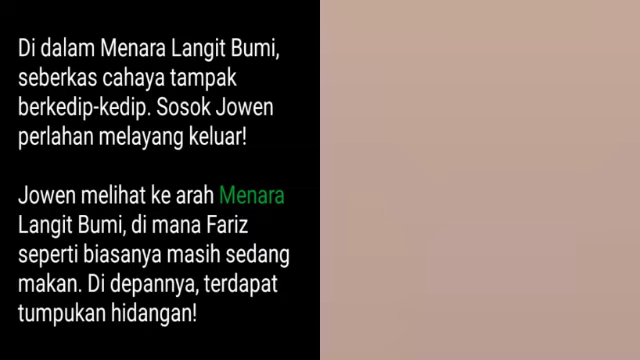 Di dalam Menara Langit Bumi,
seberkas cahaya tampak
berkedip-kedip. Sosok Jowen
perlahan melayang keluar!
Jowen melihat ke arah Menara
Langit Bumi, di mana Fariz
seperti biasanya masih sedang
makan. Di depannya, terdapat
tumpukan hidangan!